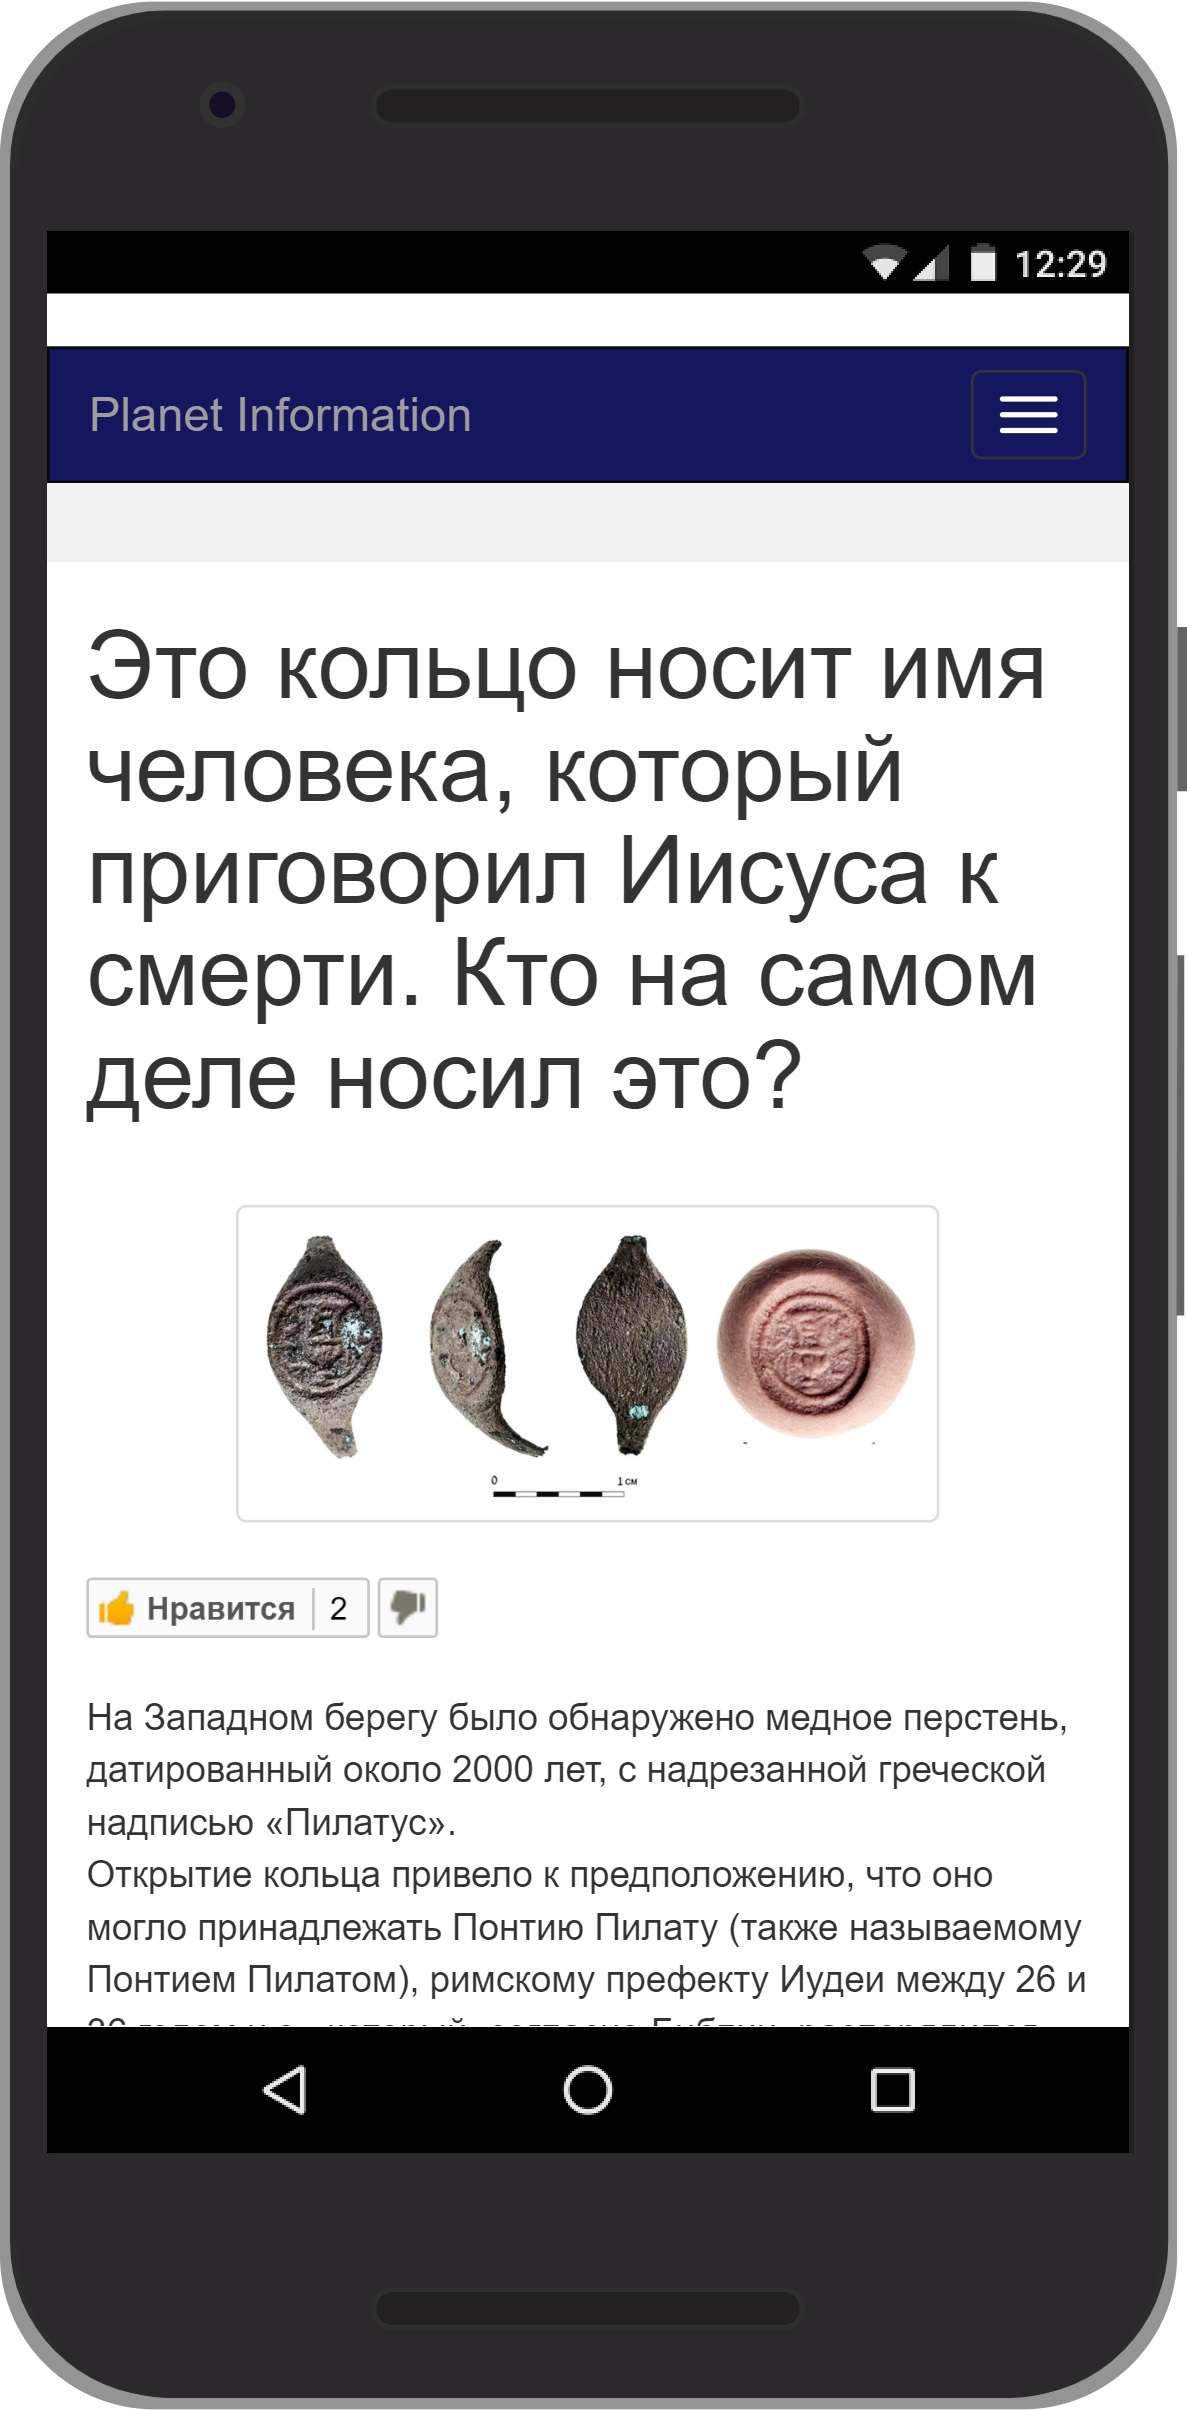 12:29
Planet Information
Это кольцо носит имя
человека, который
приговорил Иисуса к
смерти. Кто на самом
деле носил это?
0 1 см
Нравится 2
На Западном берегу было обнаружено медное перстень,
датированный около 2000 лет, с надрезанной греческой
надписью «Пилатус».
Открытие кольца привело к предположению, что оно
могло принадлежать Понтию Пилату (также называемому
Понтием Пилатом), римскому префекту Иудеи между 26 и